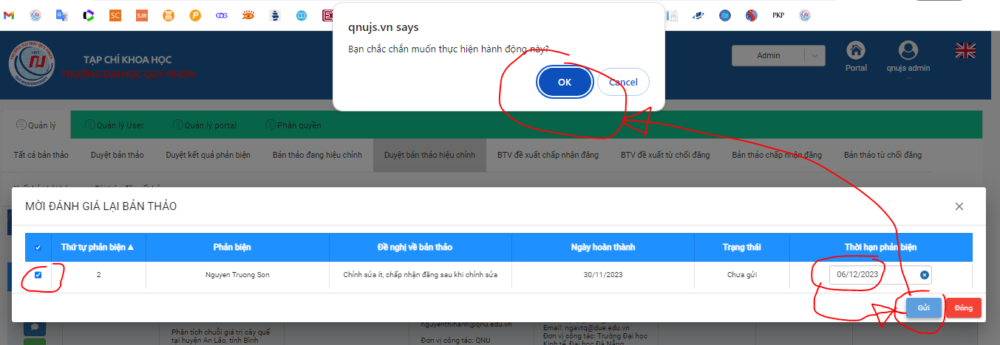 SC
SJR
P
CDS
E
PKP
qnujs.vn says
Bạn chắc chắn muốn thực hiện hành động này?
OK
Cancel
1977
TẠP CHÍ KHOA HỌC
TRƯỜNG ĐẠI HỌC QUY NHƠN
Admin
Portal
qnujs admin
Quản lý
Quản lý User
Quản lý portal
Phân quyền
Tất cả bản thảo
Duyệt bản thảo
Duyệt kết quả phản biện
Bản thảo đang hiệu chỉnh
Duyệt bản thảo hiệu chỉnh
BTV đề xuất chấp nhận đăng
BTV đề xuất từ chối đăng
Bản thảo chấp nhận đăng
Bản thảo từ chối đăng
MỜI ĐÁNH GIÁ LẠI BẢN THẢO
Thứ tự phản biện ▲
Phản biện
Đề nghị về bản thảo
Ngày hoàn thành
Trạng thái
Thời hạn phản biện
2
Nguyen Truong Son
Chỉnh sửa ít, chấp nhận đăng sau khi chỉnh sửa
30/11/2023
Chưa gửi
06/12/2023
Gửi
Đóng
nguyenthihanh@qnu.edu.vn
Email: ngavtq@due.edu.vn
Phân tích chuỗi giá trị cây quế
tại huyện An Lão, tỉnh Bình
Đơn vị công tác: QNU
Đơn vị công tác: Trường Đại học
Kinh tế, Đại học Đà Nẵng